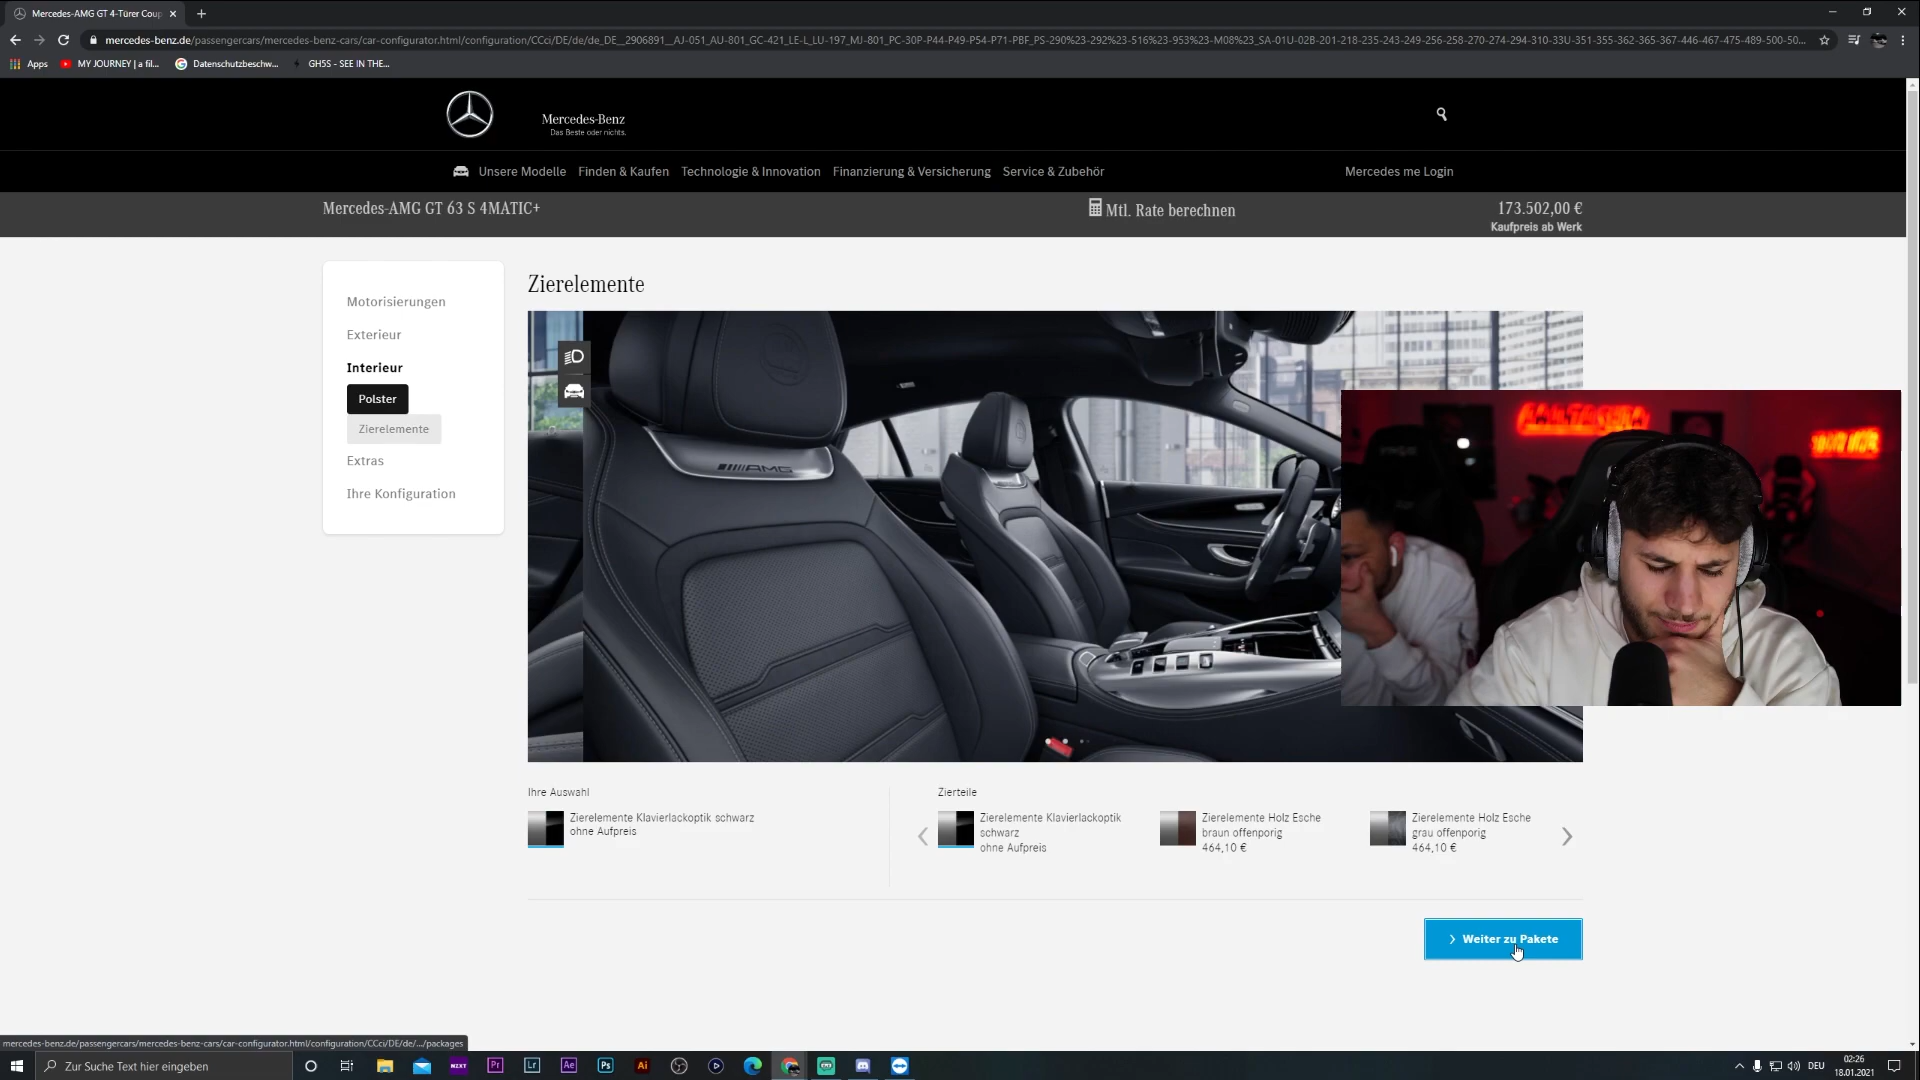 Mercedes-AMG GT 4-Türer Coup
mercedes-benz.de/passengercars/mercedes-benz-cars/car-configurator.html/configuration/CCci/DE/de/de_DE__2906891__AJ-051_AU-801_GC-421_LE-L_LU-197_MJ-801_PC-30P-P44-P49-P54-P71-PBF_PS-290%23-292%23-516%23-953%23-M08%23_SA-01U-02B-201-218-235-243-249-256-258-270-274-294-310-33U-351-355-362-365-367-446-467-475-489-500-50...
Apps
MY JOURNEY | a fil...
Datenschutzbeschw...
GH5S - SEE IN THE...
Mercedes-Benz
Das Beste oder nichts.
Unsere Modelle Finden & Kaufen Technologie & Innovation Finanzierung & Versicherung Service & Zubehör Mercedes me Login
Mercedes-AMG GT 63 S 4MATIC+
Mtl. Rate berechnen
173.502,00 €
Kaufpreis ab Werk
Motorisierungen
Exterieur
Interieur
Polster
Zierelemente
Extras
Ihre Konfiguration
Zierelemente
AMG
Ihre Auswahl
Zierelemente Klavierlackoptik schwarz
ohne Aufpreis
Zierteile
Zierelemente Klavierlackoptik
schwarz
ohne Aufpreis
Zierelemente Holz Esche
braun offenporig
464,10 €
Zierelemente Holz Esche
grau offenporig
464,10 €
Weiter zu Pakete
mercedes-benz.de/passengercars/mercedes-benz-cars/car-configurator.html/configuration/CCci/DE/de/.../packages
Zur Suche Text hier eingeben
NZXT
Pr
Lr
Ae
Ps
Ai
DEU
02:26
18.01.2021